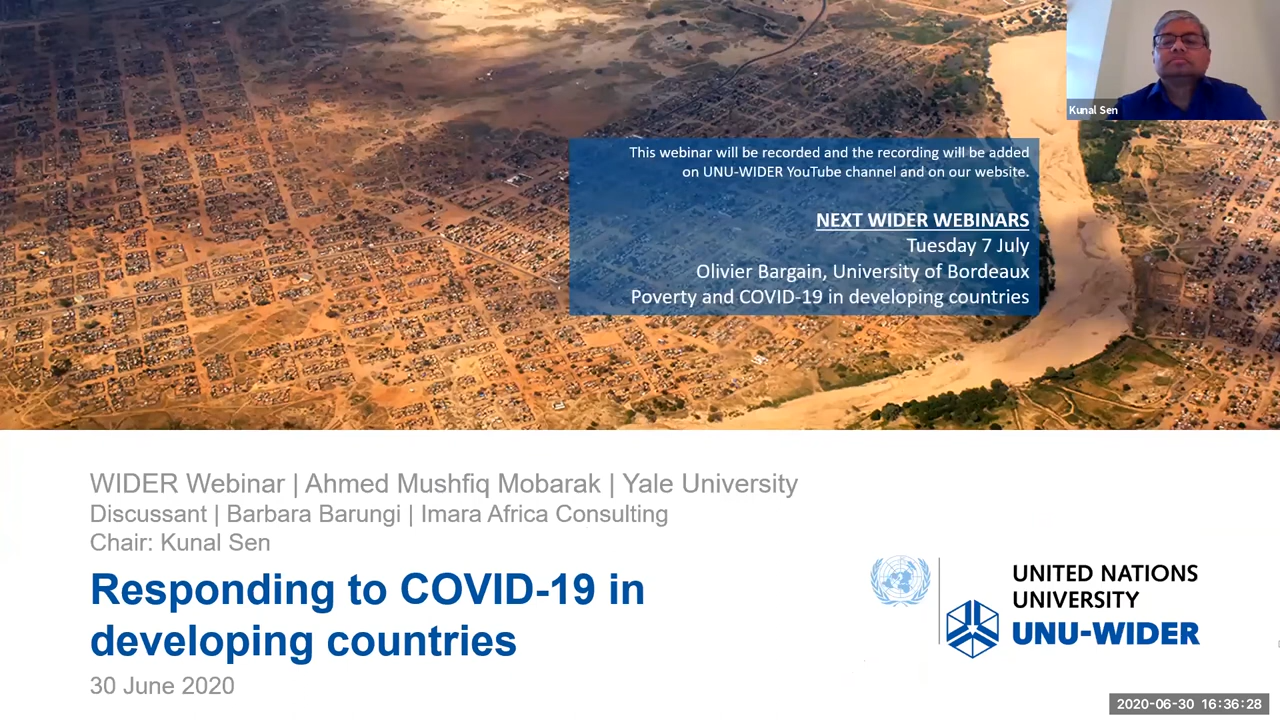 Kunal Sen
This webinar will be recorded and the recording will be added
on UNU-WIDER YouTube channel and on our website.
NEXT WIDER WEBINARS
Tuesday 7 July
Olivier Bargain, University of Bordeaux
Poverty and COVID-19 in developing countries
WIDER Webinar | Ahmed Mushfiq Mobarak | Yale University
Discussant | Barbara Barungi | Imara Africa Consulting
Chair: Kunal Sen
Responding to COVID-19 in
developing countries
30 June 2020
UNITED NATIONS
UNIVERSITY
UNU-WIDER
2020-06-30 16:36:28